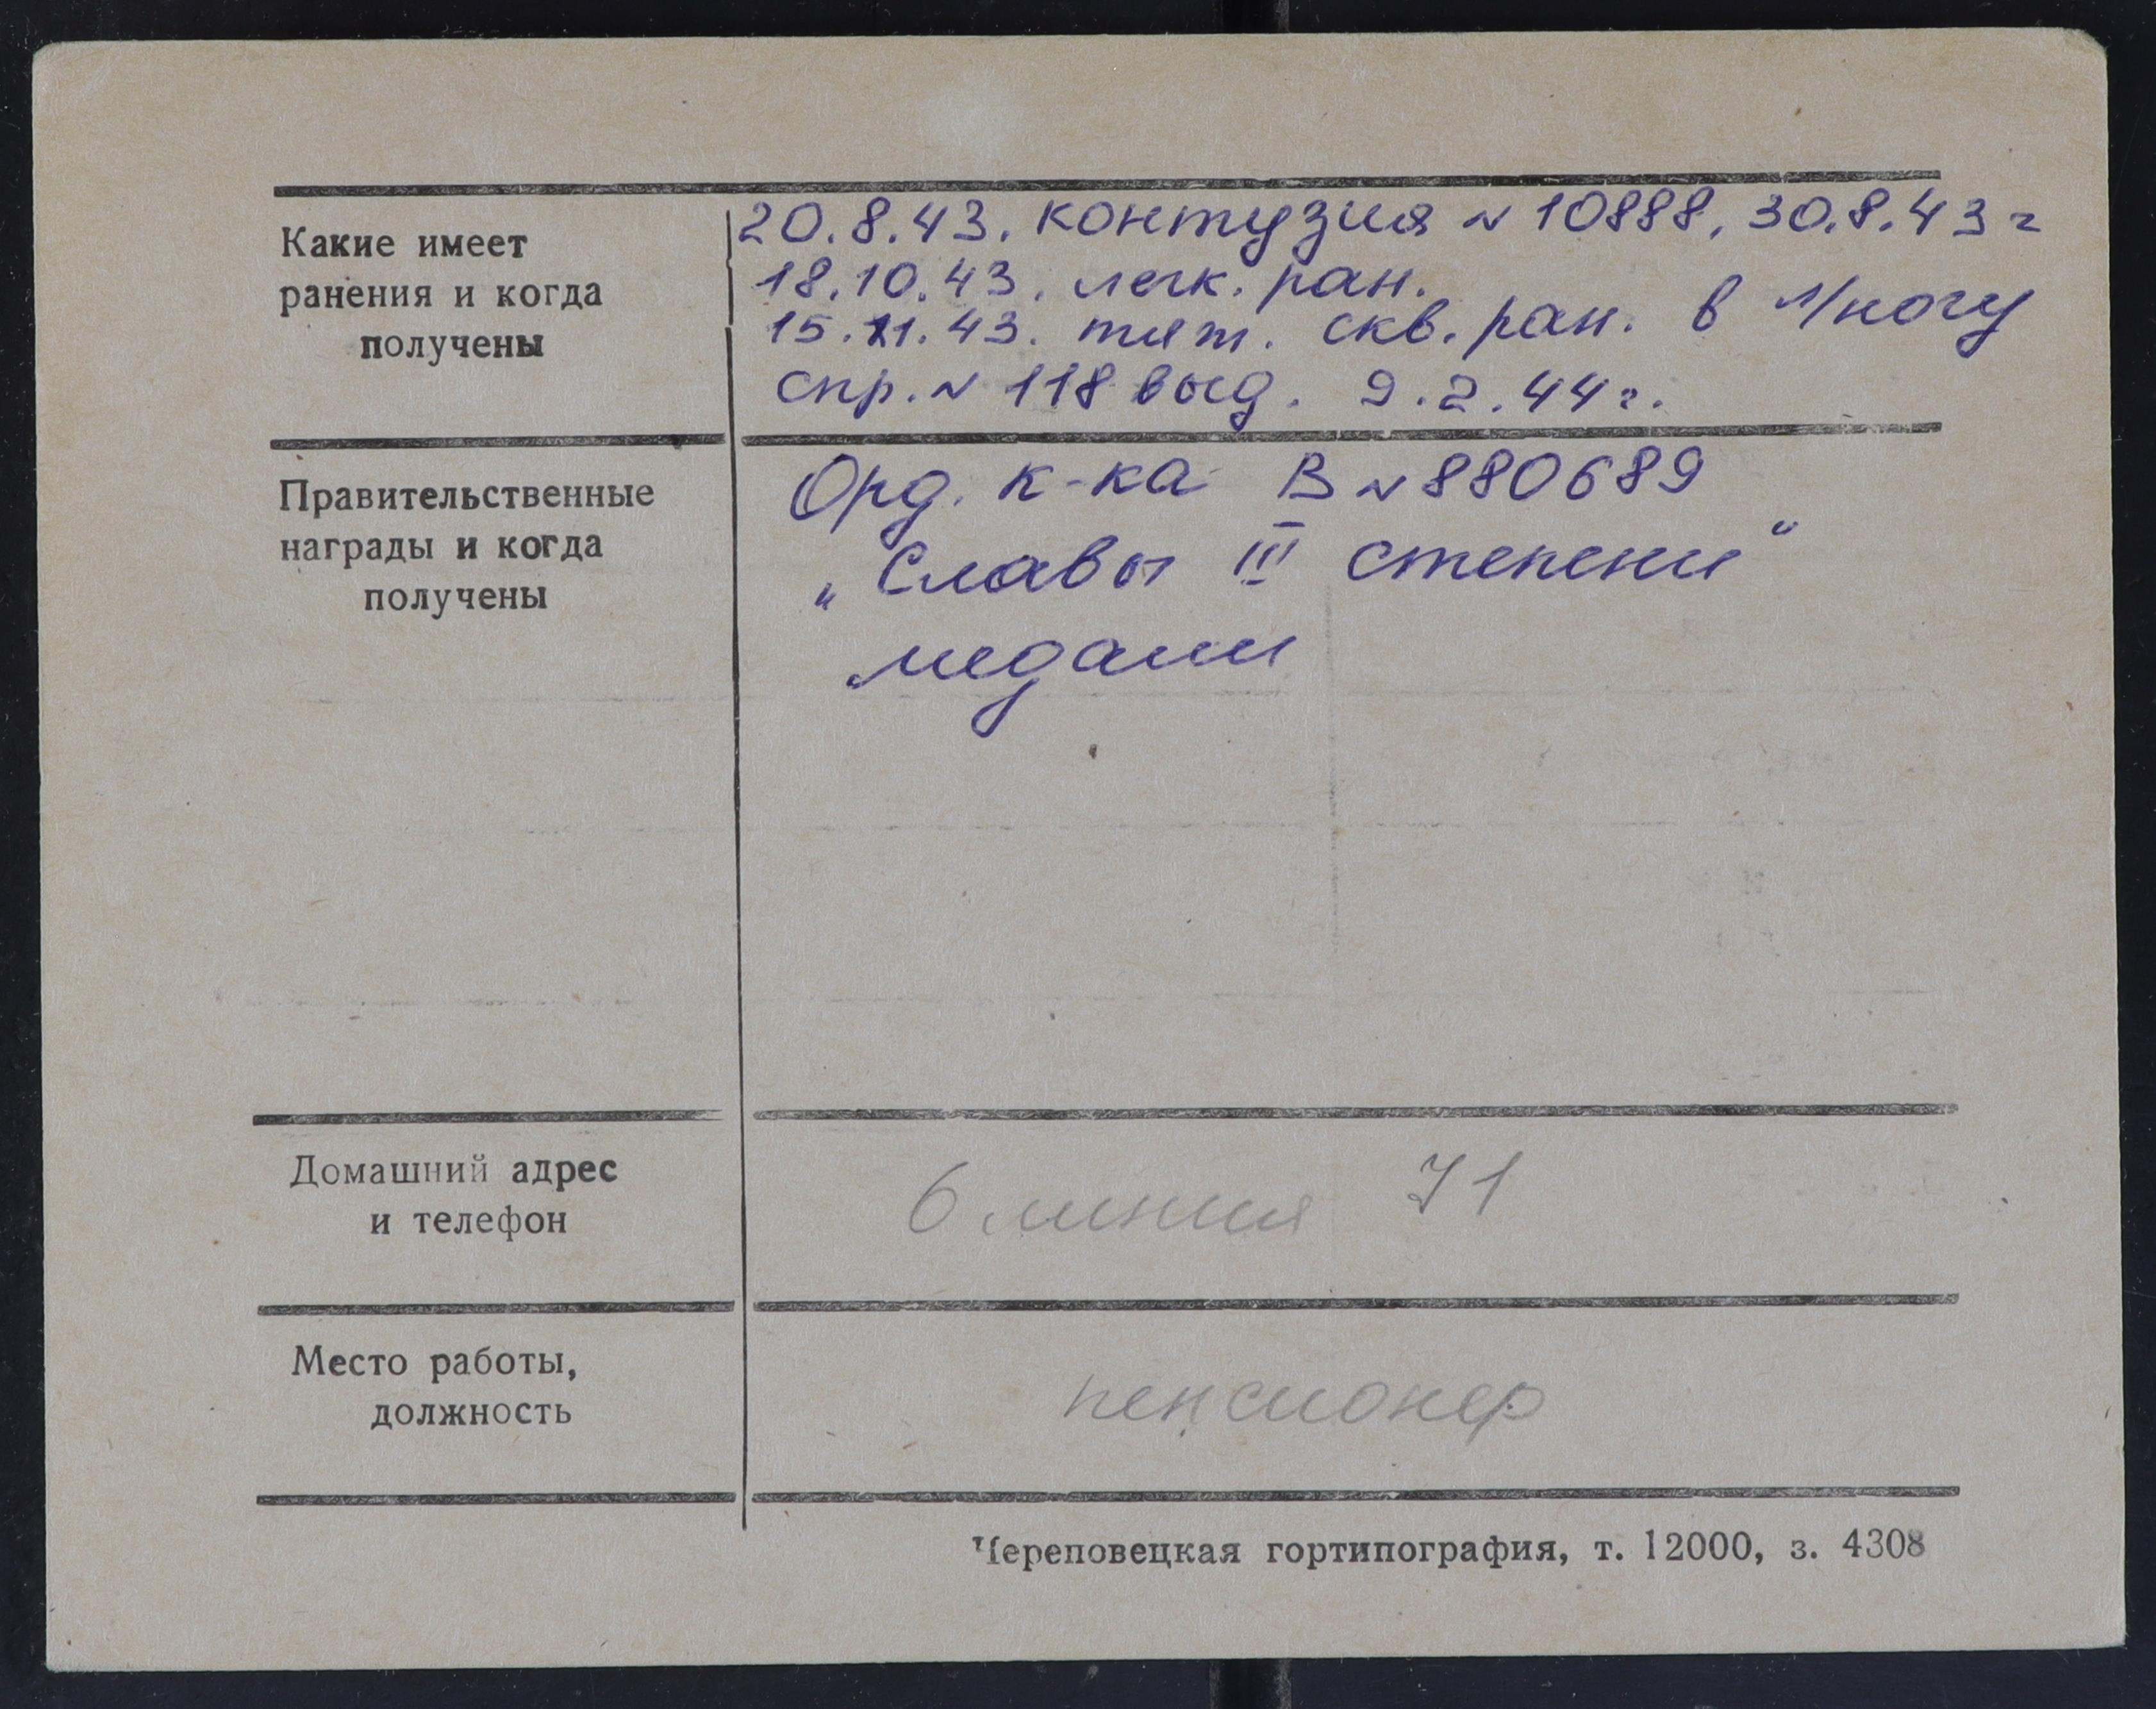 Какие имеет
ранения и когда
получены
20.8.43. контузия № 10888, 30.8.43 г
18.10.43. легк. ран.
15.11.43. тяж. скв. ран. в л/ногу
спр. № 118 выд. 9.2.44 г.
Правительственные
награды и когда
получены
Орд. к-ка В № 880689
„Славы III степени“
медали
Домашний адрес
и телефон
6 линия 71
Место работы,
должность
пенсионер
Череповецкая гортипография, т. 12000, з. 4308